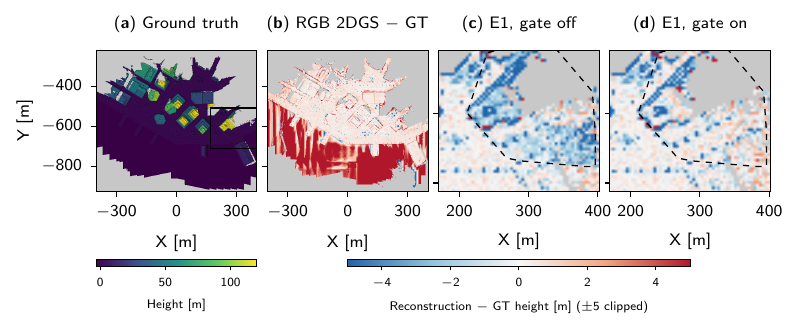 (a) Ground truth
(b) RGB 2DGS − GT
(c) E1, gate off
(d) E1, gate on
Y [m]
−400
−600
−800
−300 0 300
−300 0 300
200 300 400
200 300 400
X [m]
X [m]
X [m]
X [m]
0 50 100
Height [m]
−4 −2 0 2 4
Reconstruction − GT height [m] (±5 clipped)